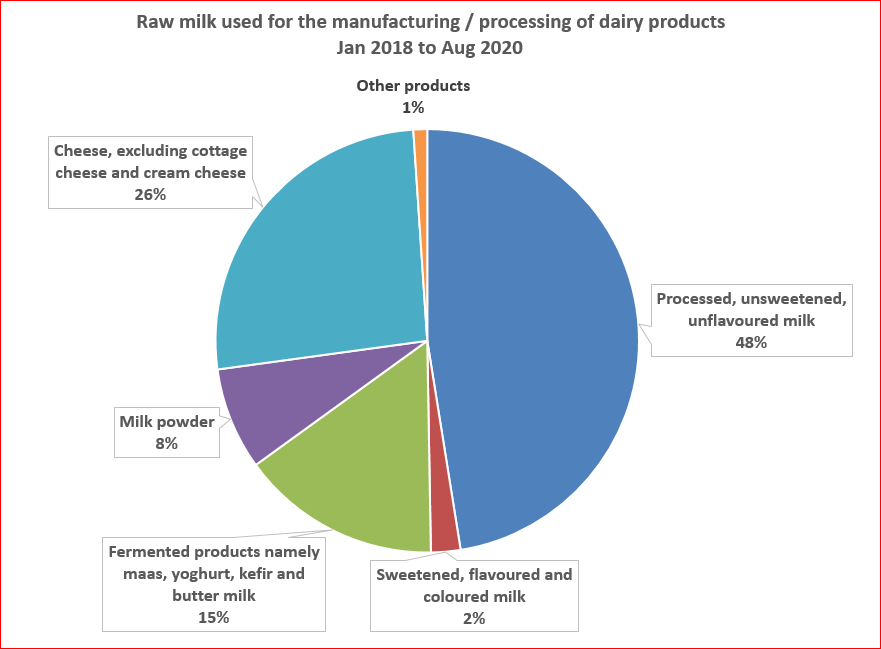 Raw milk used for the manufacturing / processing of dairy products
Jan 2018 to Aug 2020
Other products
1%
Cheese, excluding cottage
cheese and cream cheese
26%
Processed, unsweetened,
unflavoured milk
48%
Milk powder
8%
Fermented products namely
maas, yoghurt, kefir and
butter milk
15%
Sweetened, flavoured and
coloured milk
2%